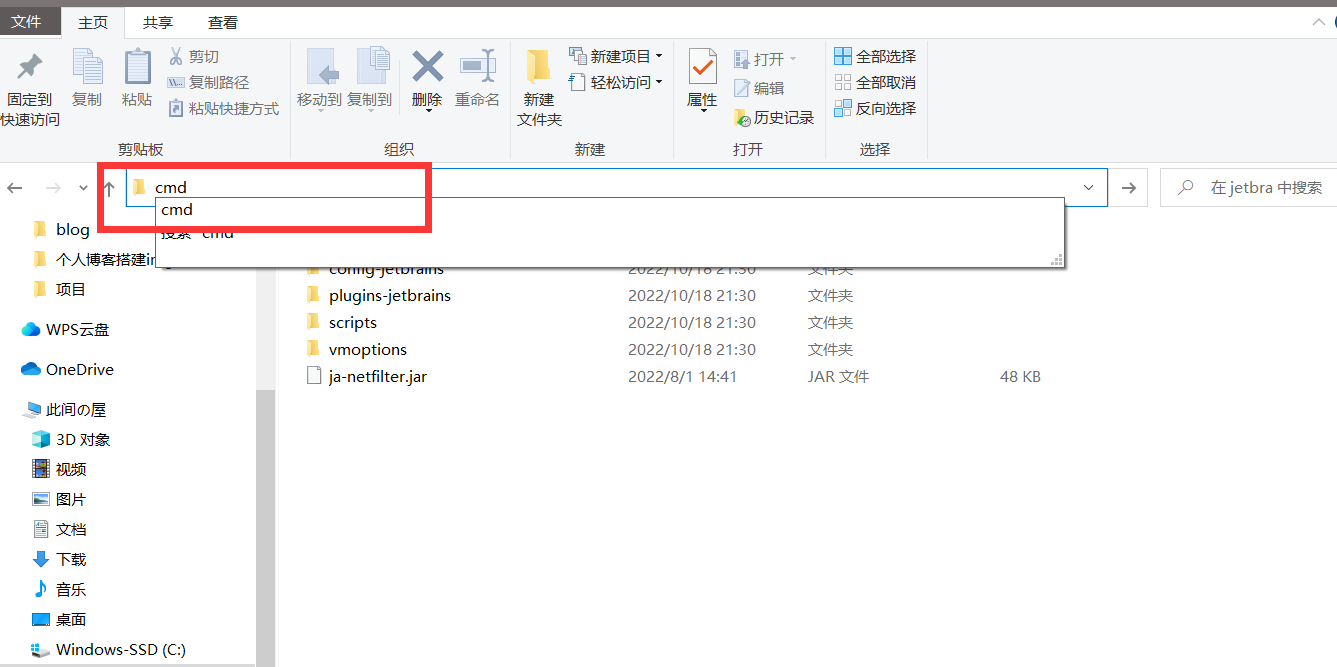 文件 主页 共享 查看
固定到
快速访问
复制
粘贴
剪切
复制路径
粘贴快捷方式
剪贴板
移动到
复制到
删除
重命名
组织
新建
文件夹
新建项目
轻松访问
新建
属性
打开
编辑
历史记录
打开
全部选择
全部取消
反向选择
选择
cmd
在 jetbra 中搜索
cmd
搜索 "cmd"
blog
个人博客搭建
项目
WPS云盘
OneDrive
此间の屋
3D 对象
视频
图片
文档
下载
音乐
桌面
Windows-SSD (C:)
config-jetbrains 2022/10/18 21:30 文件夹
plugins-jetbrains 2022/10/18 21:30 文件夹
scripts 2022/10/18 21:30 文件夹
vmoptions 2022/10/18 21:30 文件夹
ja-netfilter.jar 2022/8/1 14:41 JAR 文件 48 KB